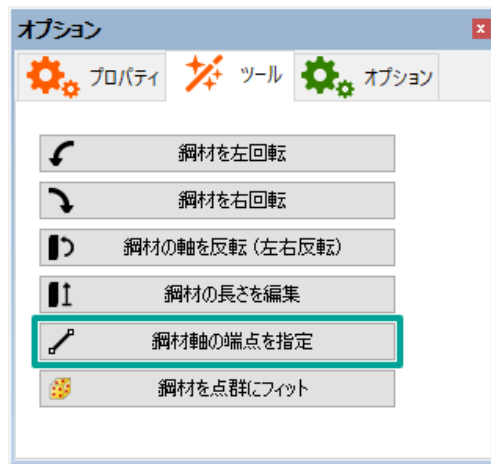 オプション
プロパティ ツール オプション
鋼材を左回転
鋼材を右回転
鋼材の軸を反転（左右反転）
鋼材の長さを編集
鋼材軸の端点を指定
鋼材を点群にフィット